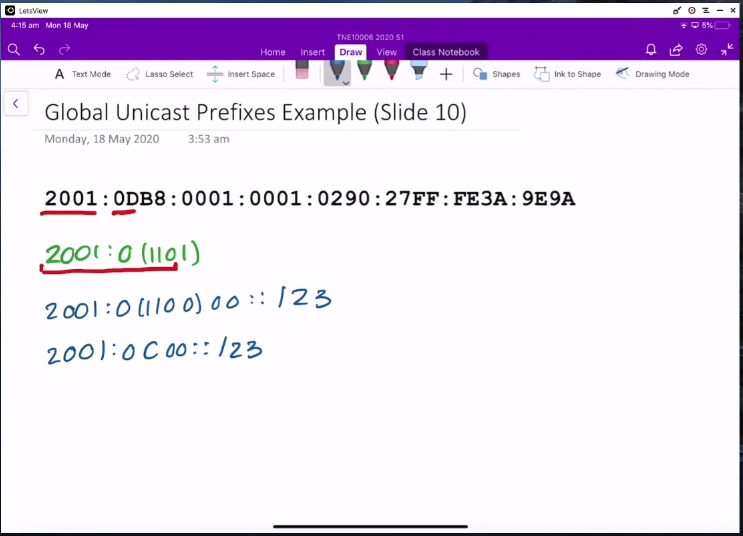 LetsView
4:15 am Mon 18 May
5%
TNE10006 2020 S1
Home Insert Draw View Class Notebook
A Text Mode Lasso Select Insert Space Shapes Ink to Shape Drawing Mode
Global Unicast Prefixes Example (Slide 10)
Monday, 18 May 2020 3:53 am
2001:0DB8:0001:0001:0290:27FF:FE3A:9E9A
2001:0(1101)
2001:0(1100)00::/23
2001:0C00::/23